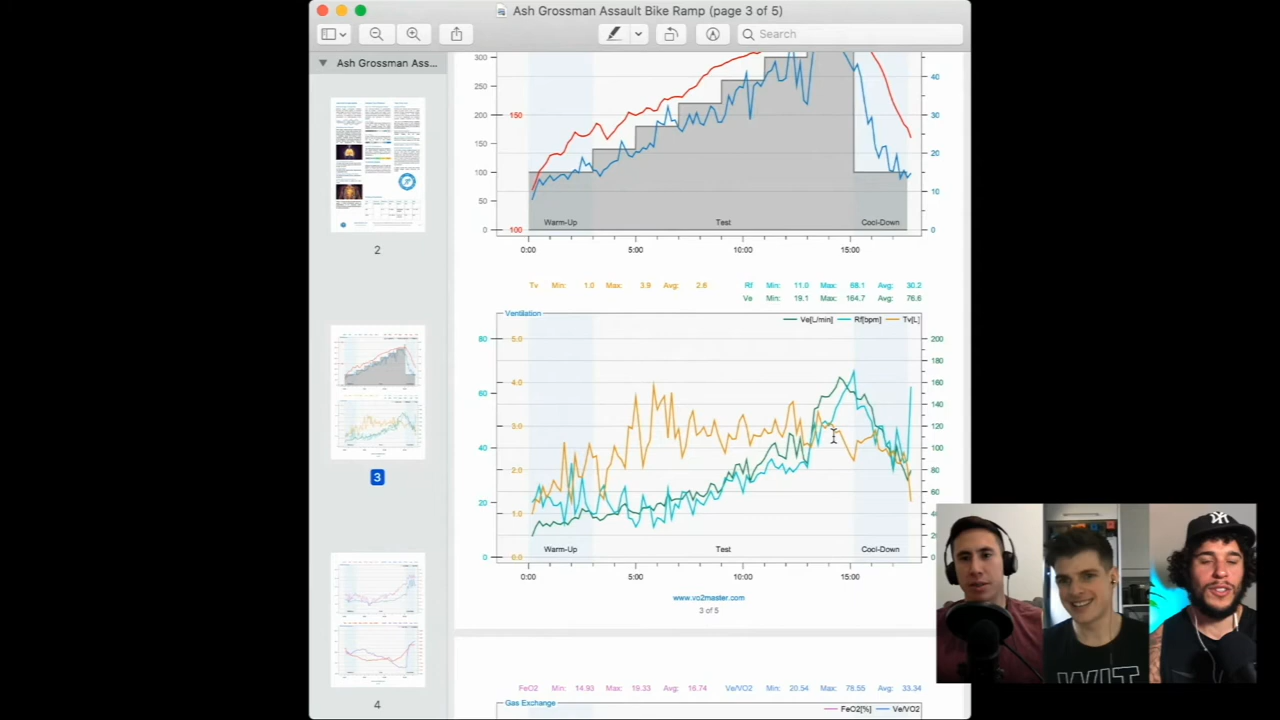 Ash Grossman Assault Bike Ramp (page 3 of 5)
Search
Ash Grossman Ass...
2
3
4
300
250
200
150
100
50
0
150
100
40
30
20
10
0
Warm-Up Test Cool-Down
0:00 5:00 10:00 15:00
Tv Min: 1.0 Max: 3.9 Avg: 2.6 Rf Min: 11.0 Max: 68.1 Avg: 30.2
Ve Min: 19.1 Max: 164.7 Avg: 76.6
Ventilation
Ve[L/min] Rf[bpm] Tv[L]
80 5.0 200
180
4.0 160
60 140
3.0 120
40 100
2.0 80
60
20 1.0
0 0.0
Warm-Up Test Cool-Down
0:00 5:00 10:00 15:00
www.vo2master.com
3 of 5
FeO2 Min: 14.93 Max: 19.33 Avg: 16.74 Ve/VO2 Min: 20.54 Max: 78.55 Avg: 33.34
Gas Exchange
FeO2[%] Ve/VO2
WIT